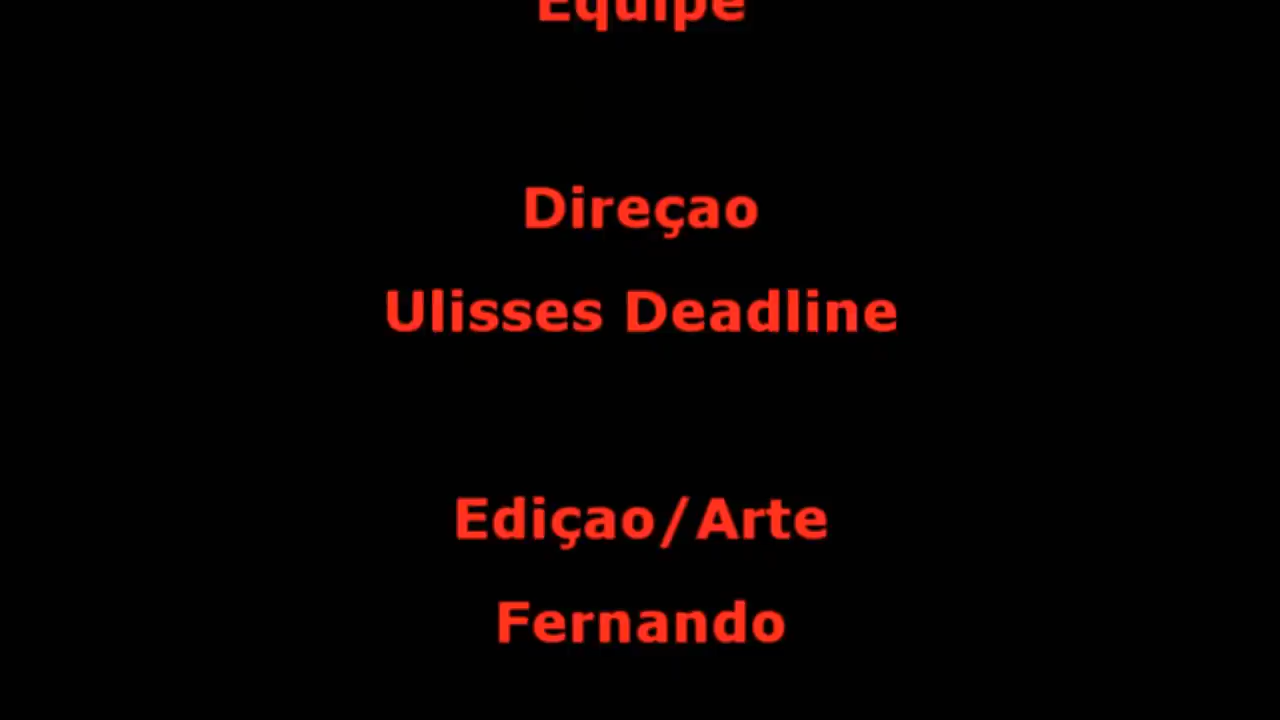 Equipe
Direçao
Ulisses Deadline
Ediçao/Arte
Fernando